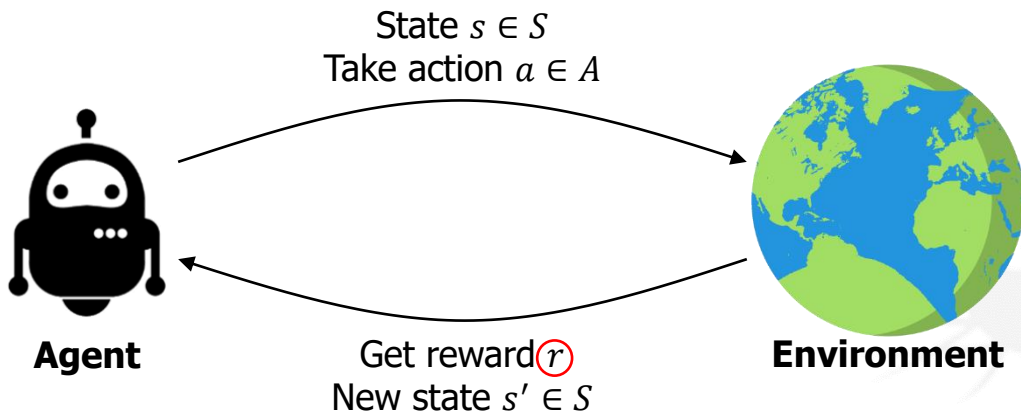 State 𝑠 ∈ 𝑆
Take action 𝑎 ∈ 𝐴
Agent
Environment
Get reward 𝑟
New state 𝑠′ ∈ 𝑆